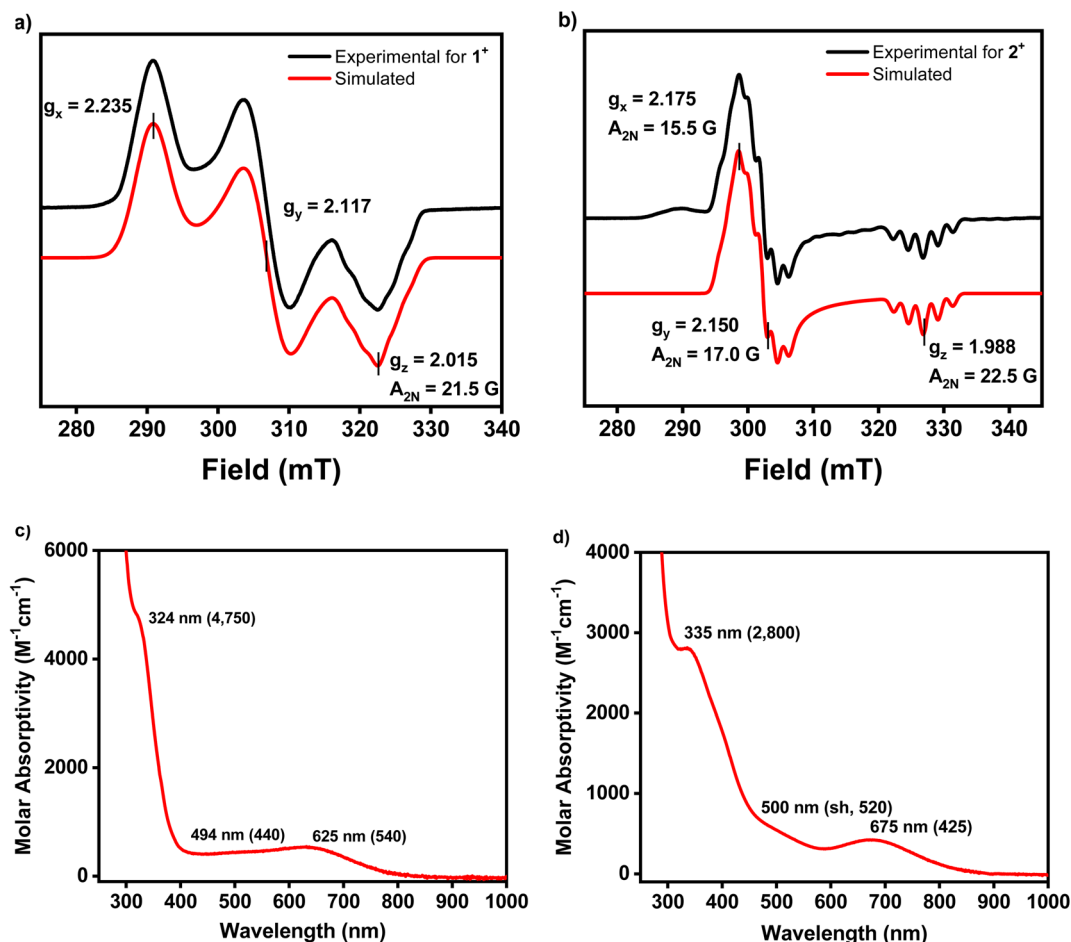 a)
Experimental for 1⁺
Simulated
gₓ = 2.235
g_y = 2.117
g_z = 2.015
A₂N = 21.5 G
280 290 300 310 320 330 340
Field (mT)
b)
Experimental for 2⁺
Simulated
gₓ = 2.175
A₂N = 15.5 G
g_y = 2.150
A₂N = 17.0 G
g_z = 1.988
A₂N = 22.5 G
280 290 300 310 320 330 340
Field (mT)
c)
Molar Absorptivity (M⁻¹cm⁻¹)
6000
4000
2000
0
324 nm (4,750)
494 nm (440)
625 nm (540)
300 400 500 600 700 800 900 1000
Wavelength (nm)
d)
Molar Absorptivity (M⁻¹cm⁻¹)
4000
3000
2000
1000
0
335 nm (2,800)
500 nm (sh, 520)
675 nm (425)
300 400 500 600 700 800 900 1000
Wavelength (nm)